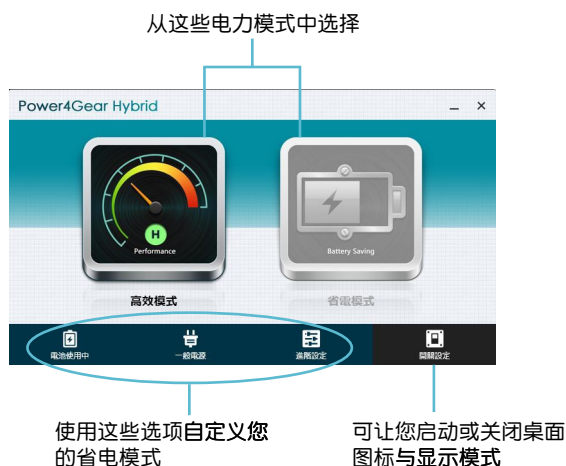 从这些电力模式中选择
Power4Gear Hybrid
H
Performance
Battery Saving
高效模式
省電模式
電池使用中
一般電源
進階設定
開關設定
使用这些选项自定义您
的省电模式
可让您启动或关闭桌面
图标与显示模式